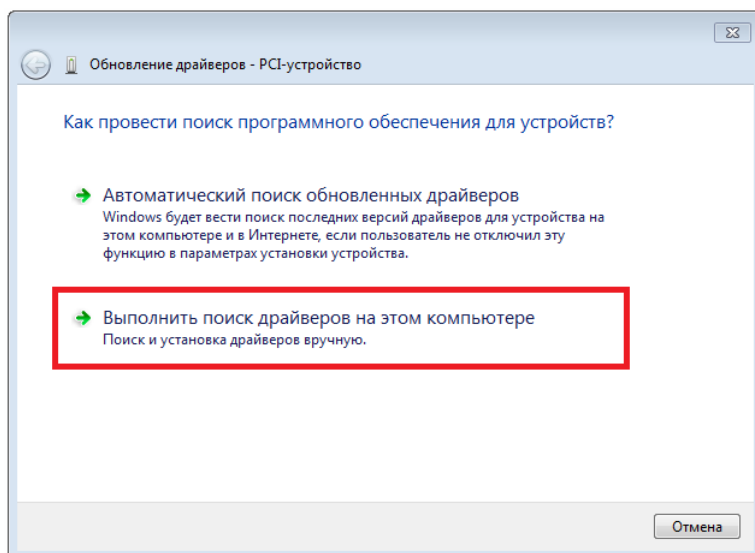 Обновление драйверов - PCI-устройство
Как провести поиск программного обеспечения для устройств?
Автоматический поиск обновленных драйверов
Windows будет вести поиск последних версий драйверов для устройства на
этом компьютере и в Интернете, если пользователь не отключил эту
функцию в параметрах установки устройства.
Выполнить поиск драйверов на этом компьютере
Поиск и установка драйверов вручную.
Отмена